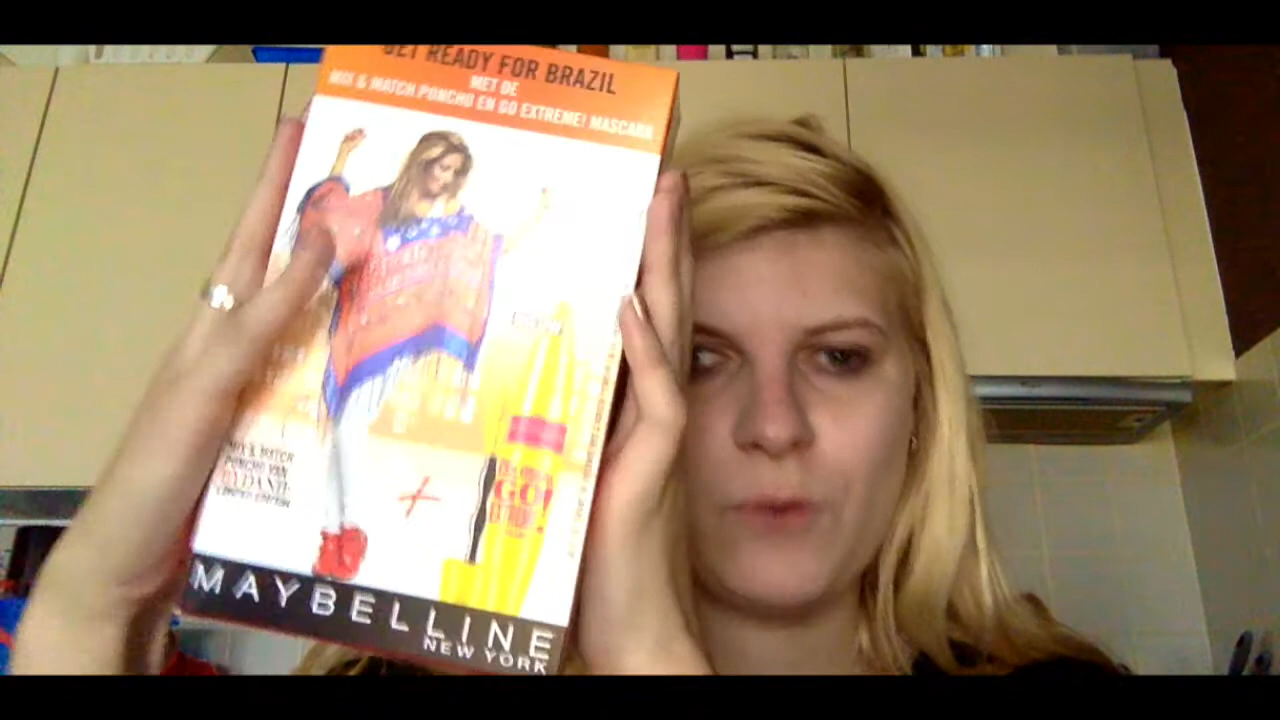 GET READY FOR BRAZIL
MET DE
MIX & MATCH PONCHO EN GO EXTREME! MASCARA
MIX & MATCH
PONCHO VAN
LIMITED EDITION
+
GO!
MAYBELLINE
NEW YORK